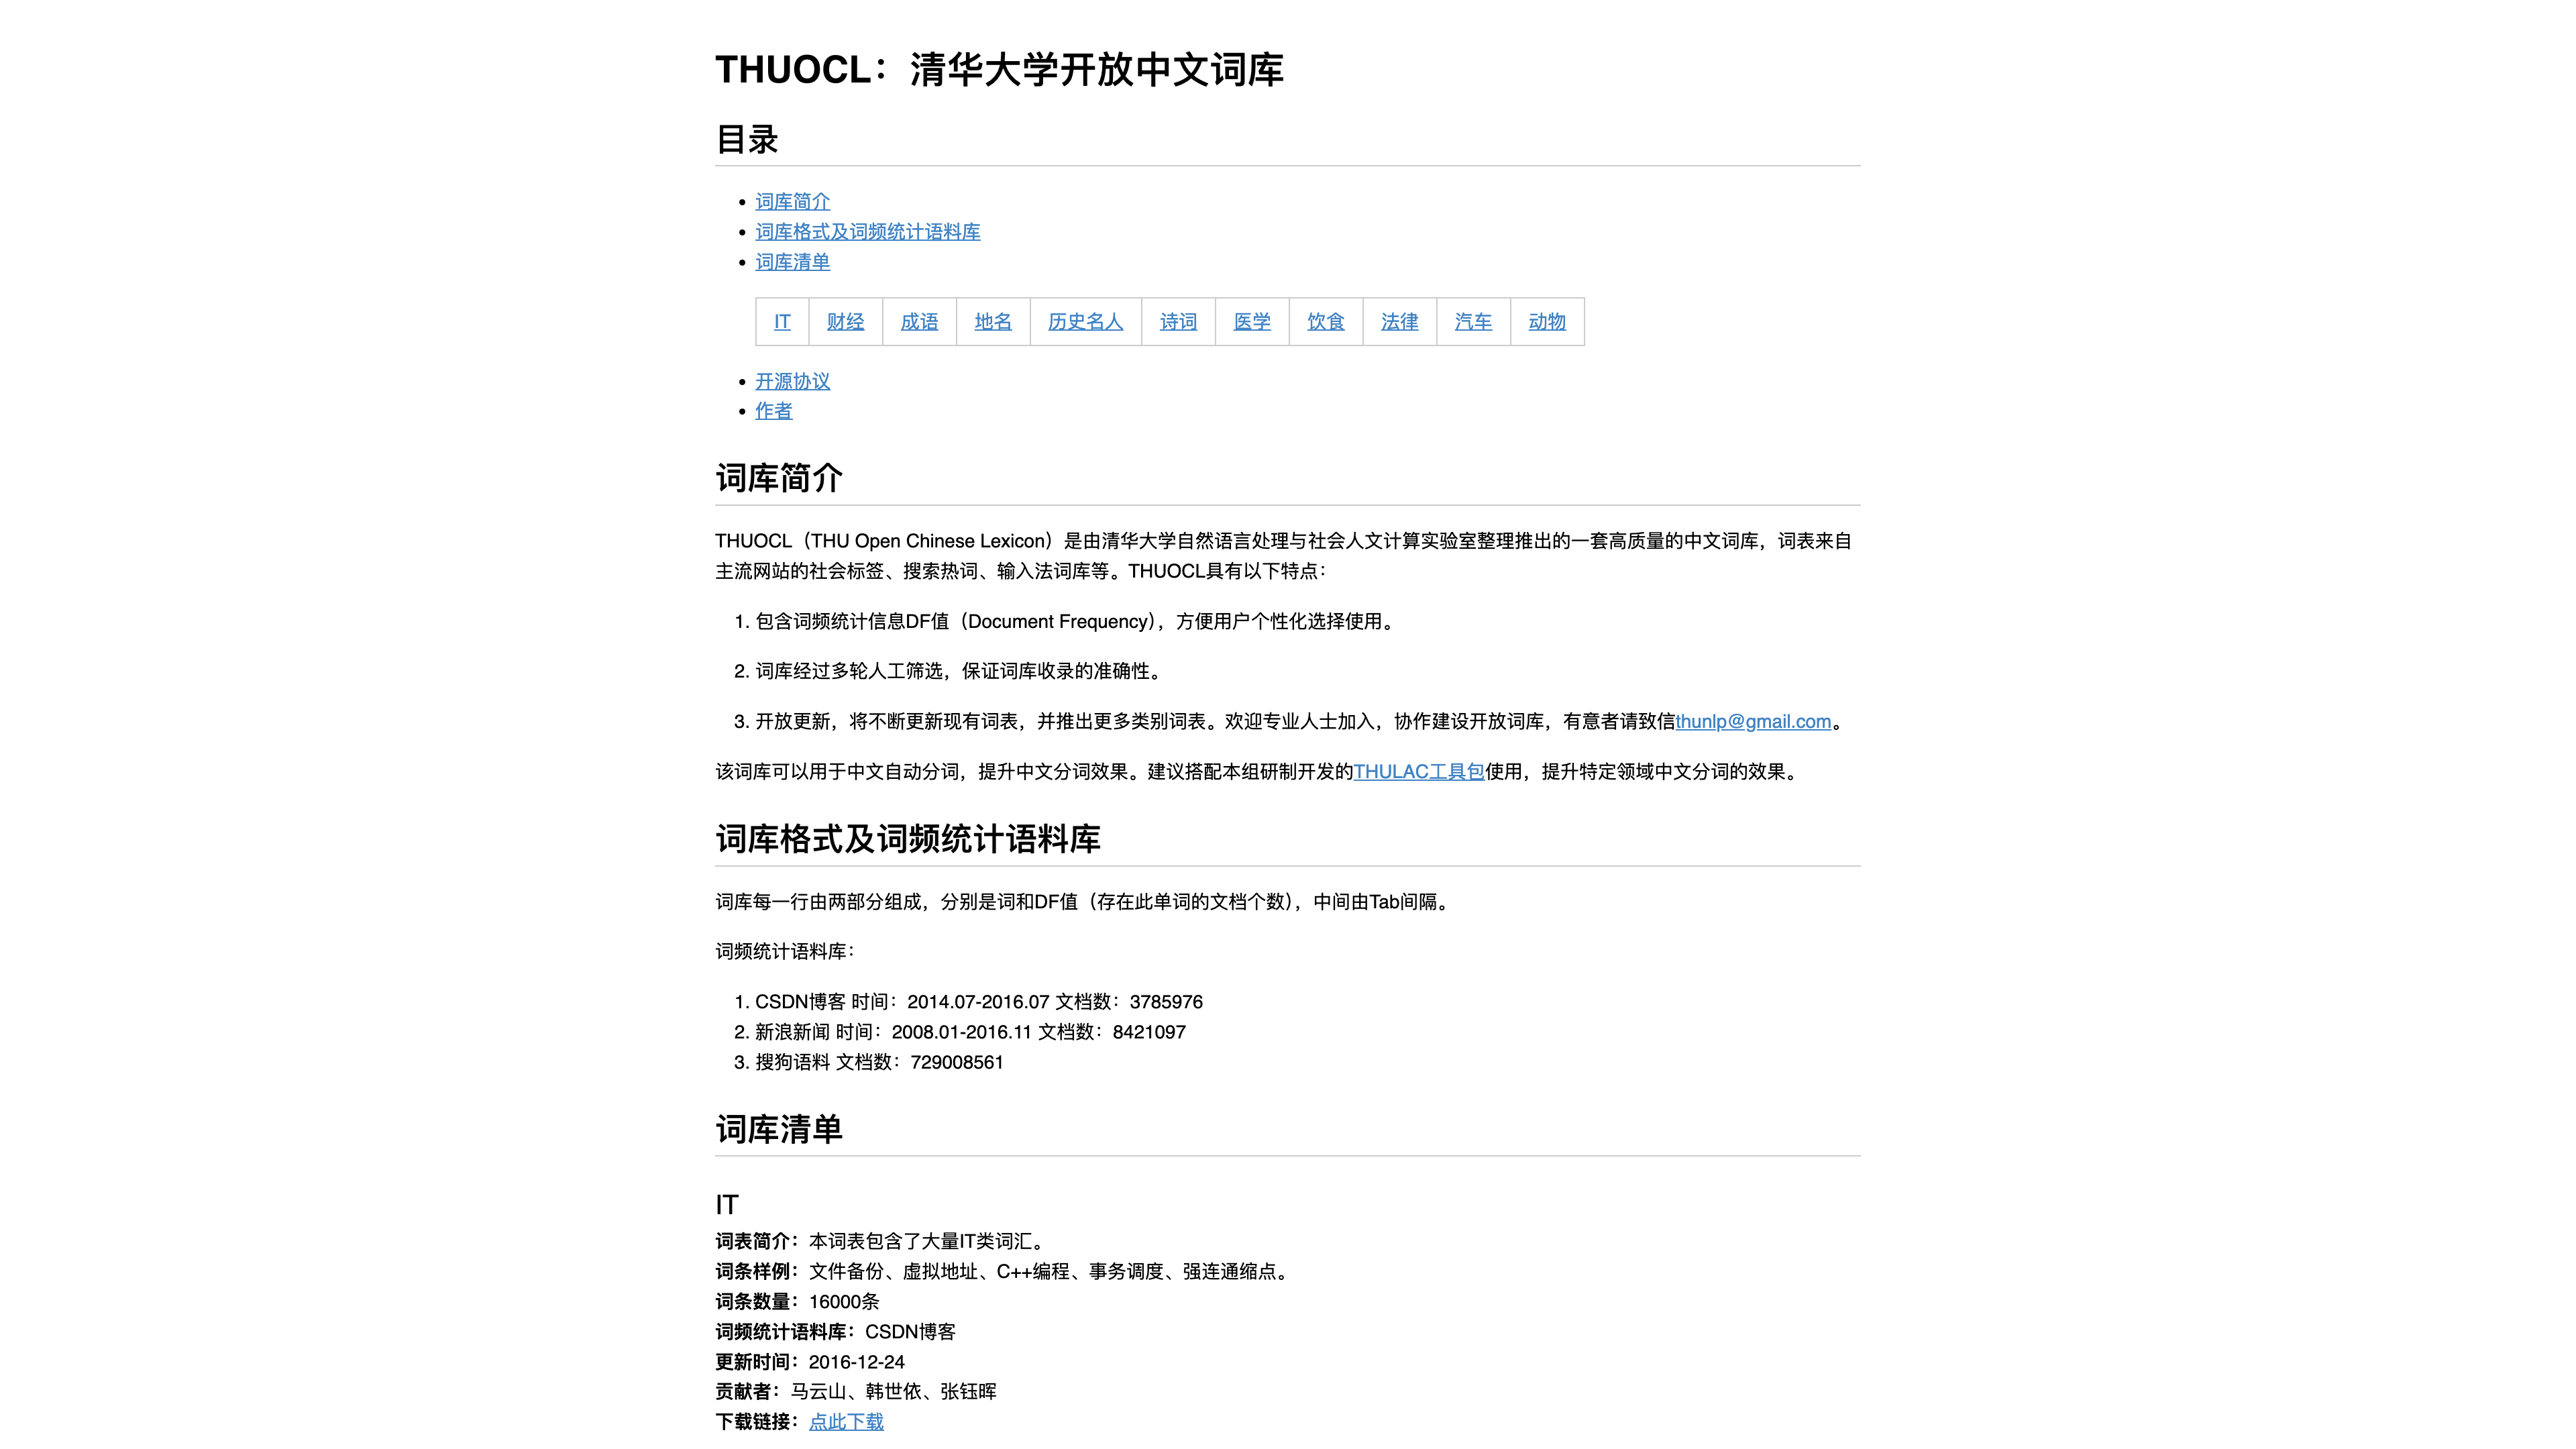 THUOCL：清华大学开放中文词库
目录
词库简介
词库格式及词频统计语料库
词库清单
IT 财经 成语 地名 历史名人 诗词 医学 饮食 法律 汽车 动物
开源协议
作者
词库简介
THUOCL（THU Open Chinese Lexicon）是由清华大学自然语言处理与社会人文计算实验室整理推出的一套高质量的中文词库，词表来自
主流网站的社会标签、搜索热词、输入法词库等。THUOCL具有以下特点：
1. 包含词频统计信息DF值（Document Frequency），方便用户个性化选择使用。
2. 词库经过多轮人工筛选，保证词库收录的准确性。
3. 开放更新，将不断更新现有词表，并推出更多类别词表。欢迎专业人士加入，协作建设开放词库，有意者请致信thunlp@gmail.com。
该词库可以用于中文自动分词，提升中文分词效果。建议搭配本组研制开发的THULAC工具包使用，提升特定领域中文分词的效果。
词库格式及词频统计语料库
词库每一行由两部分组成，分别是词和DF值（存在此单词的文档个数），中间由Tab间隔。
词频统计语料库：
1. CSDN博客 时间：2014.07-2016.07 文档数：3785976
2. 新浪新闻 时间：2008.01-2016.11 文档数：8421097
3. 搜狗语料 文档数：729008561
词库清单
IT
词表简介：本词表包含了大量IT类词汇。
词条样例：文件备份、虚拟地址、C++编程、事务调度、强连通缩点。
词条数量：16000条
词频统计语料库：CSDN博客
更新时间：2016-12-24
贡献者：马云山、韩世依、张钰晖
下载链接：点此下载